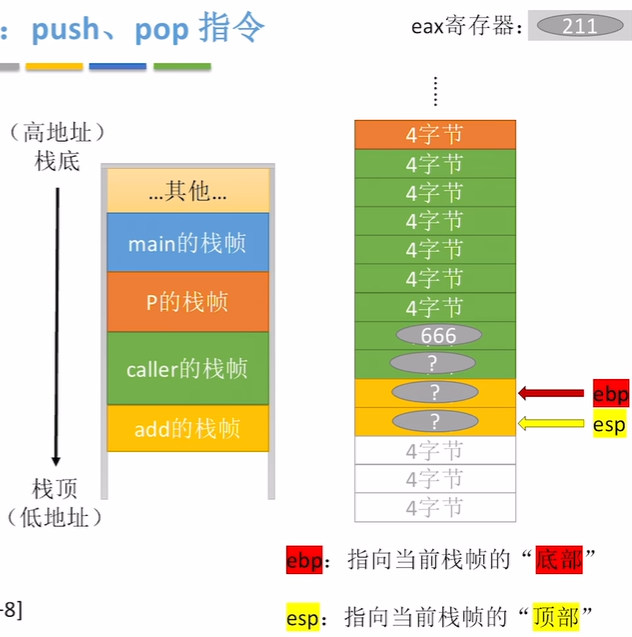 ：push、pop 指令
eax寄存器：
211
（高地址）
栈底
...其他...
main的栈帧
P的栈帧
caller的栈帧
add的栈帧
栈顶
（低地址）
4字节
4字节
4字节
4字节
4字节
4字节
4字节
666
?
?
ebp
?
esp
4字节
4字节
4字节
ebp：指向当前栈帧的“底部”
-8]
esp：指向当前栈帧的“顶部”